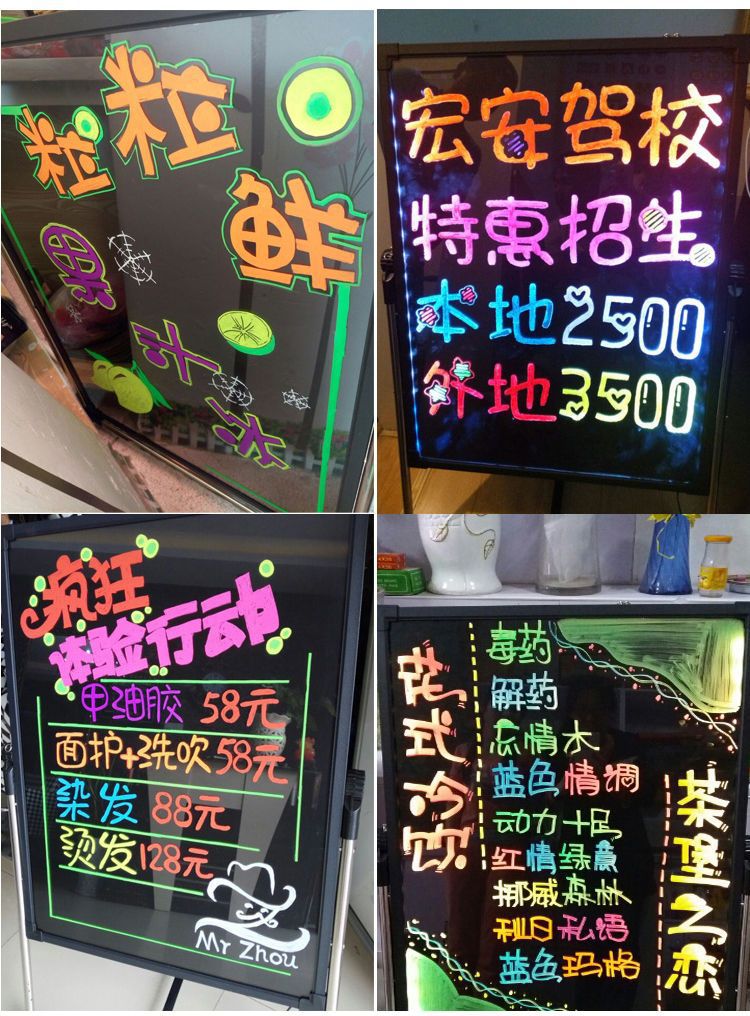 粒粒鲜
果汁茶
宏安驾校
特惠招生
本地2500
外地3500
疯狂
体验行动
甲油胶 58元
面护+洗吹58元
染发 88元
烫发128元
Mr Zhou
花式冷饮
毒药
解药
忘情水
蓝色情调
动力十足
红情绿意
挪威森林
秋日私语
蓝色玛格
茶堡之恋